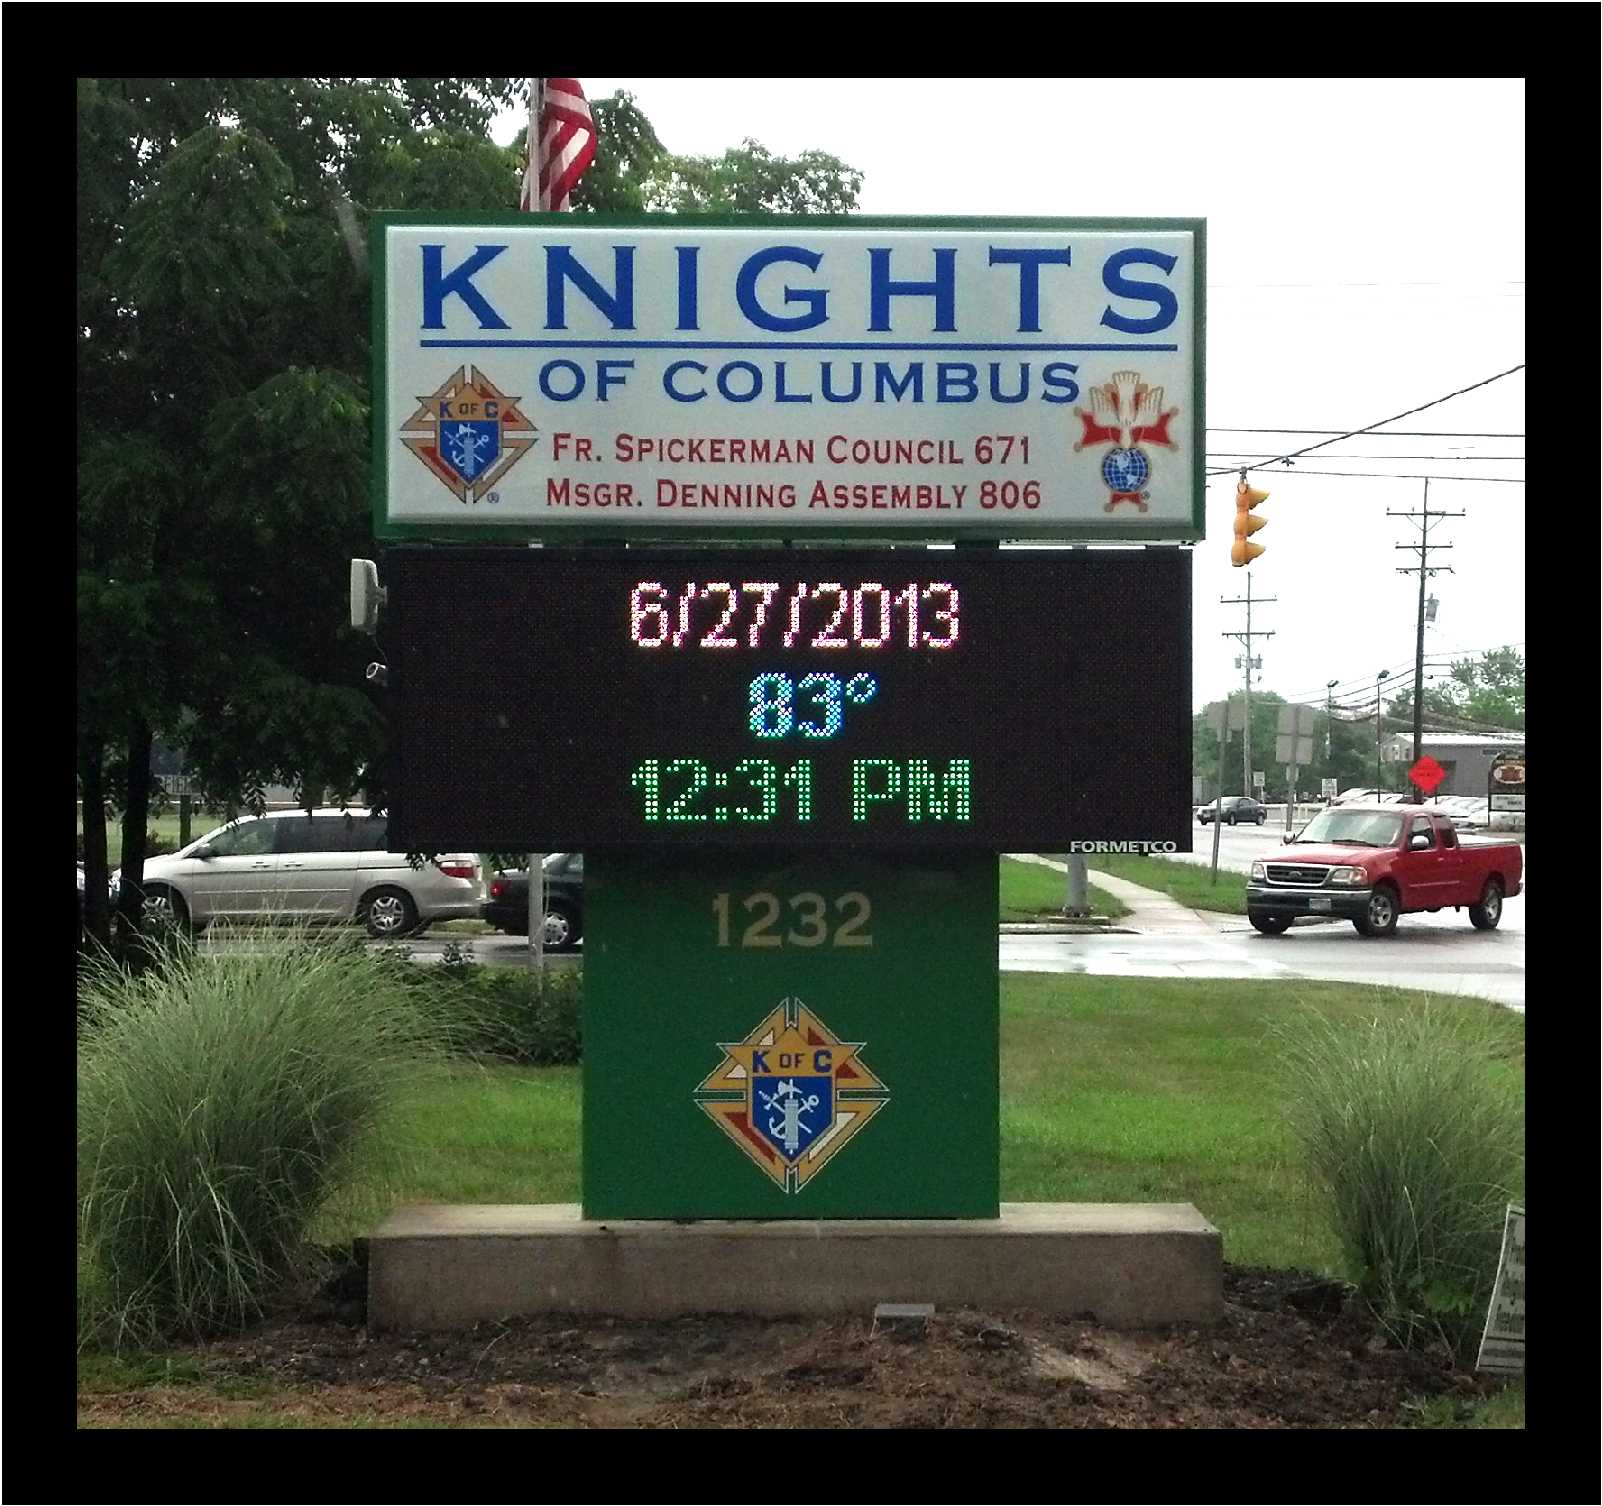 KNIGHTS
OF COLUMBUS
K OF C
FR. SPICKERMAN COUNCIL 671
MSGR. DENNING ASSEMBLY 806
®
6/27/2013
83°
12:31 PM
FORMETCO
1232
K OF C